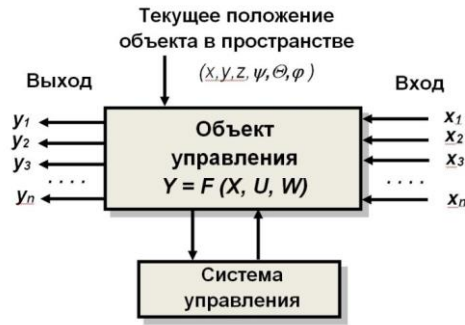 Текущее положение
объекта в пространстве
(x,y,z, ψ,Θ,φ )
Выход
Вход
y1
y2
y3
. . . .
yn
Объект
управления
Y = F (X, U, W)
x1
x2
x3
. . . .
xn
Система
управления